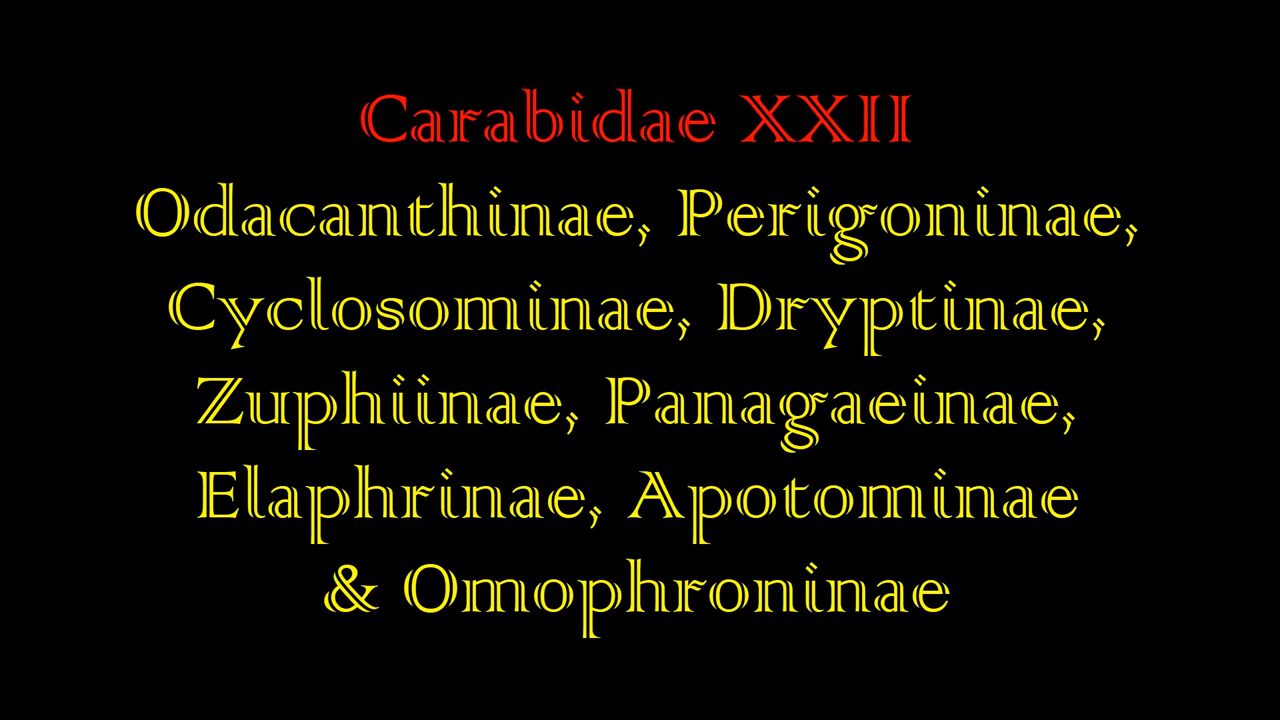 Carabidae XXII
Odacanthinae, Perigoninae,
Cyclosominae, Dryptinae,
Zuphiinae, Panagaeinae,
Elaphrinae, Apotominae
& Omophroninae